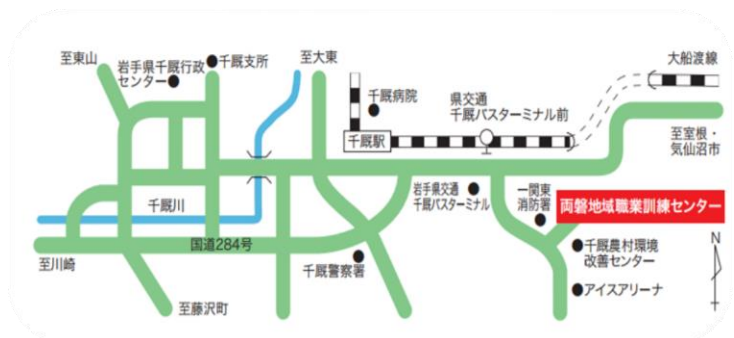 至東山
岩手県千厩行政
センター●
●千厩支所
至大東
大船渡線
千厩病院
県交通
千厩バスターミナル前
千厩駅
至室根・
気仙沼市
千厩川
岩手県交通
千厩バスターミナル
一関東
消防署
両磐地域職業訓練センター
国道284号
至川崎
千厩警察署
●千厩農村環境
改善センター
N
至藤沢町
●アイスアリーナ